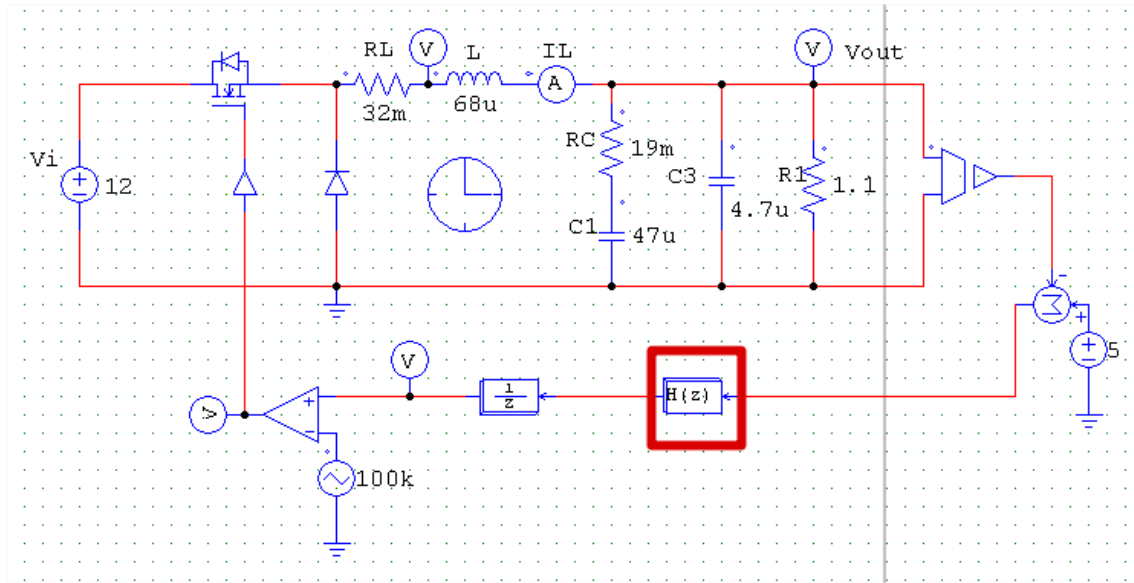 RL V L IL V Vout
A
32m 68u
Vi RC 19m
12 C3 R1 1.1
4.7u
C1 47u
-
Σ
+
V 5
1/z H(z)
V +
-
100k